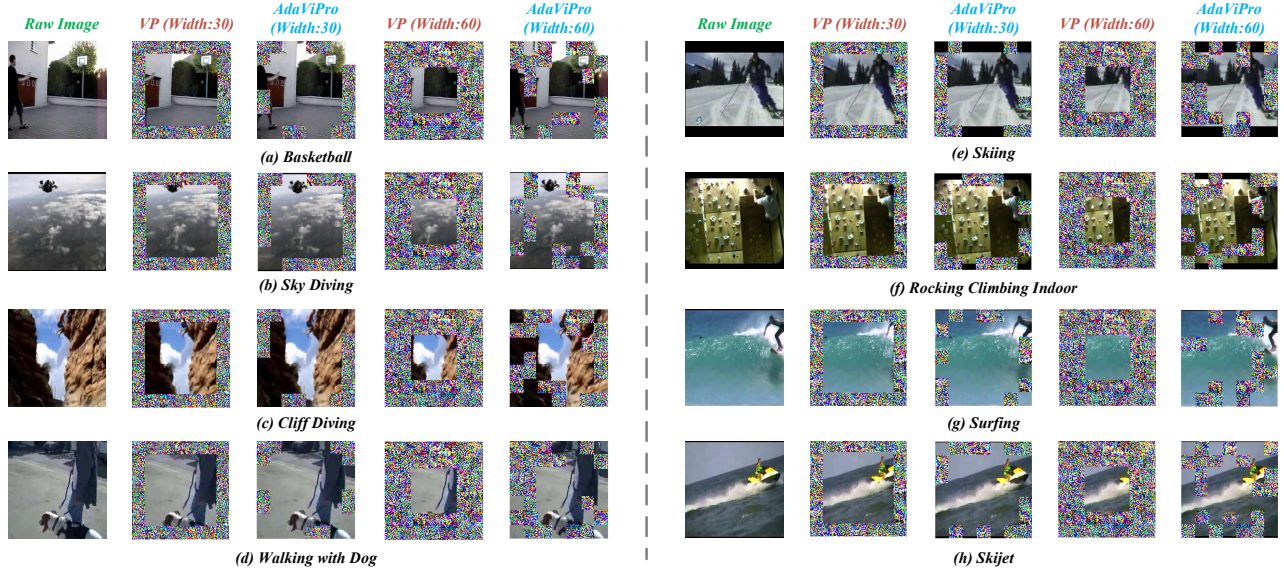 Raw Image
VP (Width:30)
AdaViPro
(Width:30)
VP (Width:60)
AdaViPro
(Width:60)
(a) Basketball
(b) Sky Diving
(c) Cliff Diving
(d) Walking with Dog
Raw Image
VP (Width:30)
AdaViPro
(Width:30)
VP (Width:60)
AdaViPro
(Width:60)
(e) Skiing
(f) Rocking Climbing Indoor
(g) Surfing
(h) Skijet